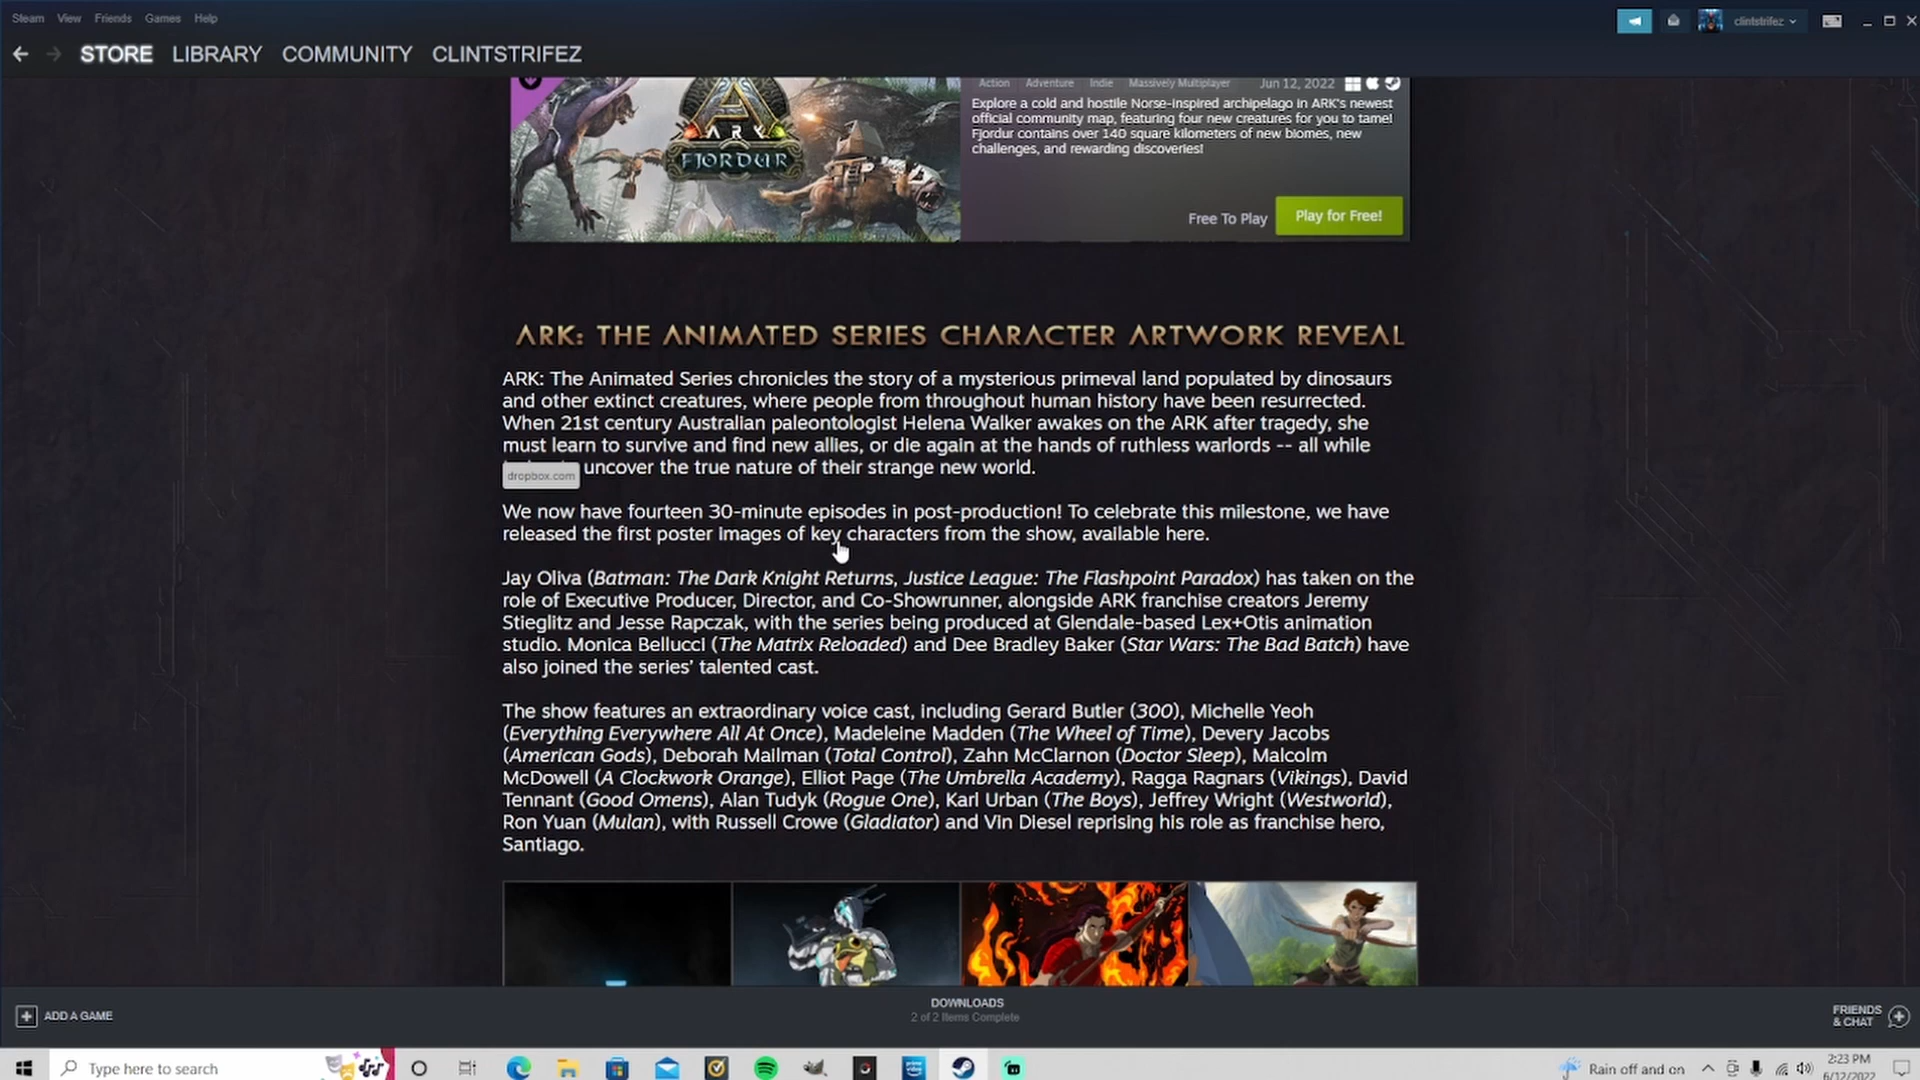 Steam View Friends Games Help
clintstrifez
STORE LIBRARY COMMUNITY CLINTSTRIFEZ
ARK
FJORDUR
Action Adventure Indie Massively Multiplayer Jun 12, 2022
Explore a cold and hostile Norse-inspired archipelago in ARK's newest
official community map, featuring four new creatures for you to tame!
Fjordur contains over 140 square kilometers of new biomes, new
challenges, and rewarding discoveries!
Free To Play Play for Free!
ARK: THE ANIMATED SERIES CHARACTER ARTWORK REVEAL
ARK: The Animated Series chronicles the story of a mysterious primeval land populated by dinosaurs
and other extinct creatures, where people from throughout human history have been resurrected.
When 21st century Australian paleontologist Helena Walker awakes on the ARK after tragedy, she
must learn to survive and find new allies, or die again at the hands of ruthless warlords -- all while
uncover the true nature of their strange new world.
dropbox.com
We now have fourteen 30-minute episodes in post-production! To celebrate this milestone, we have
released the first poster images of key characters from the show, available here.
Jay Oliva (Batman: The Dark Knight Returns, Justice League: The Flashpoint Paradox) has taken on the
role of Executive Producer, Director, and Co-Showrunner, alongside ARK franchise creators Jeremy
Stieglitz and Jesse Rapczak, with the series being produced at Glendale-based Lex+Otis animation
studio. Monica Bellucci (The Matrix Reloaded) and Dee Bradley Baker (Star Wars: The Bad Batch) have
also joined the series’ talented cast.
The show features an extraordinary voice cast, including Gerard Butler (300), Michelle Yeoh
(Everything Everywhere All At Once), Madeleine Madden (The Wheel of Time), Devery Jacobs
(American Gods), Deborah Mailman (Total Control), Zahn McClarnon (Doctor Sleep), Malcolm
McDowell (A Clockwork Orange), Elliot Page (The Umbrella Academy), Ragga Ragnars (Vikings), David
Tennant (Good Omens), Alan Tudyk (Rogue One), Karl Urban (The Boys), Jeffrey Wright (Westworld),
Ron Yuan (Mulan), with Russell Crowe (Gladiator) and Vin Diesel reprising his role as franchise hero,
Santiago.
ADD A GAME
DOWNLOADS
2 of 2 Items Complete
FRIENDS
& CHAT
Type here to search
Rain off and on
2:23 PM
6/12/2022